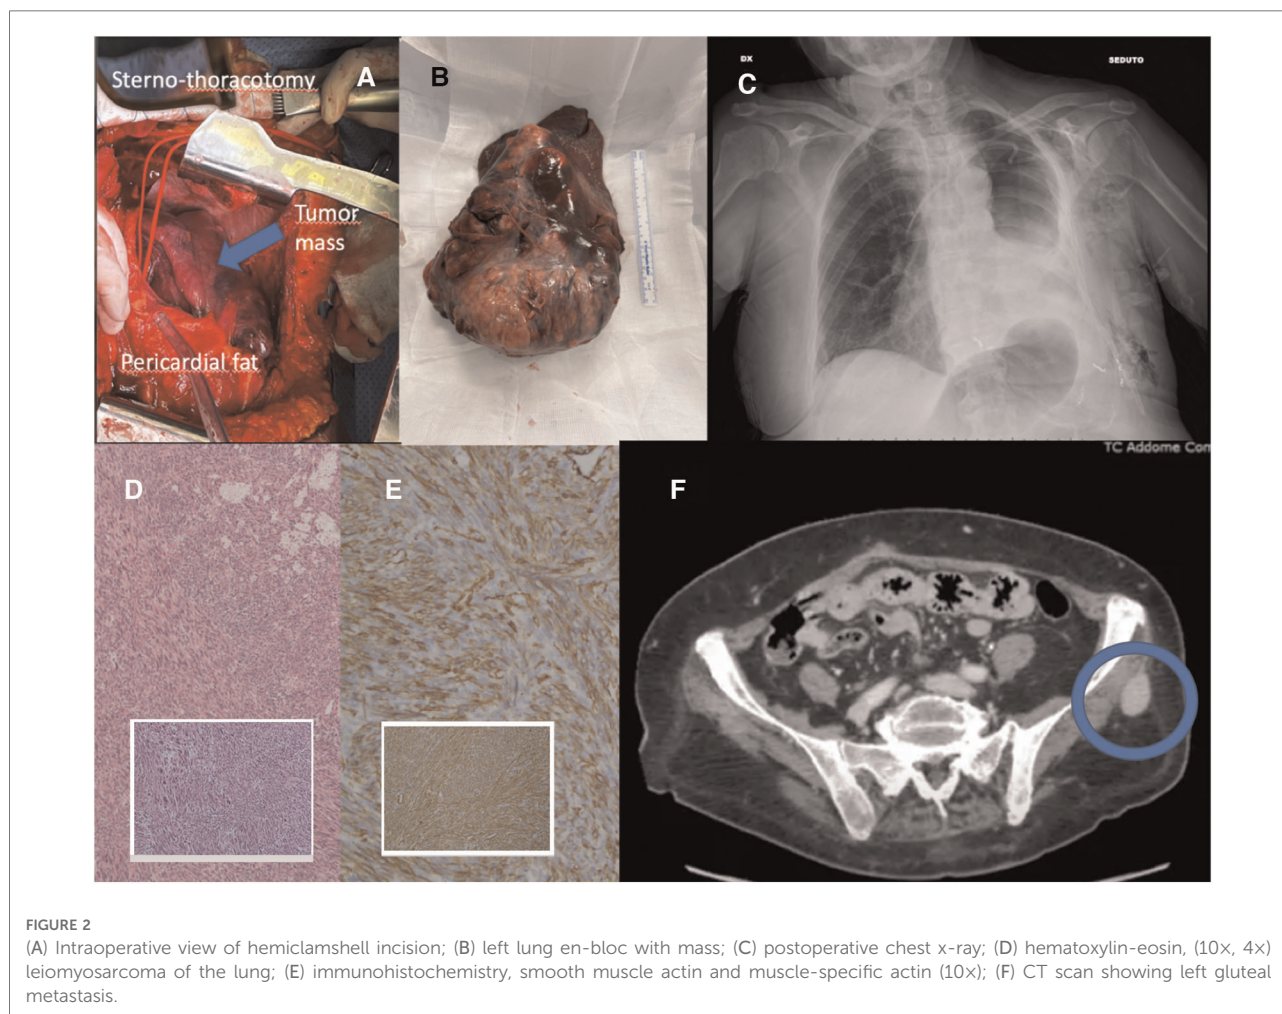 Sterno-thoracotomy
A
Tumor
mass
Pericardial fat
B
DX
C
SEDUTO
D
E
TC Addome Com
F
FIGURE 2
(A) Intraoperative view of hemiclamshell incision; (B) left lung en-bloc with mass; (C) postoperative chest x-ray; (D) hematoxylin-eosin, (10×, 4×)
leiomyosarcoma of the lung; (E) immunohistochemistry, smooth muscle actin and muscle-specific actin (10×); (F) CT scan showing left gluteal
metastasis.